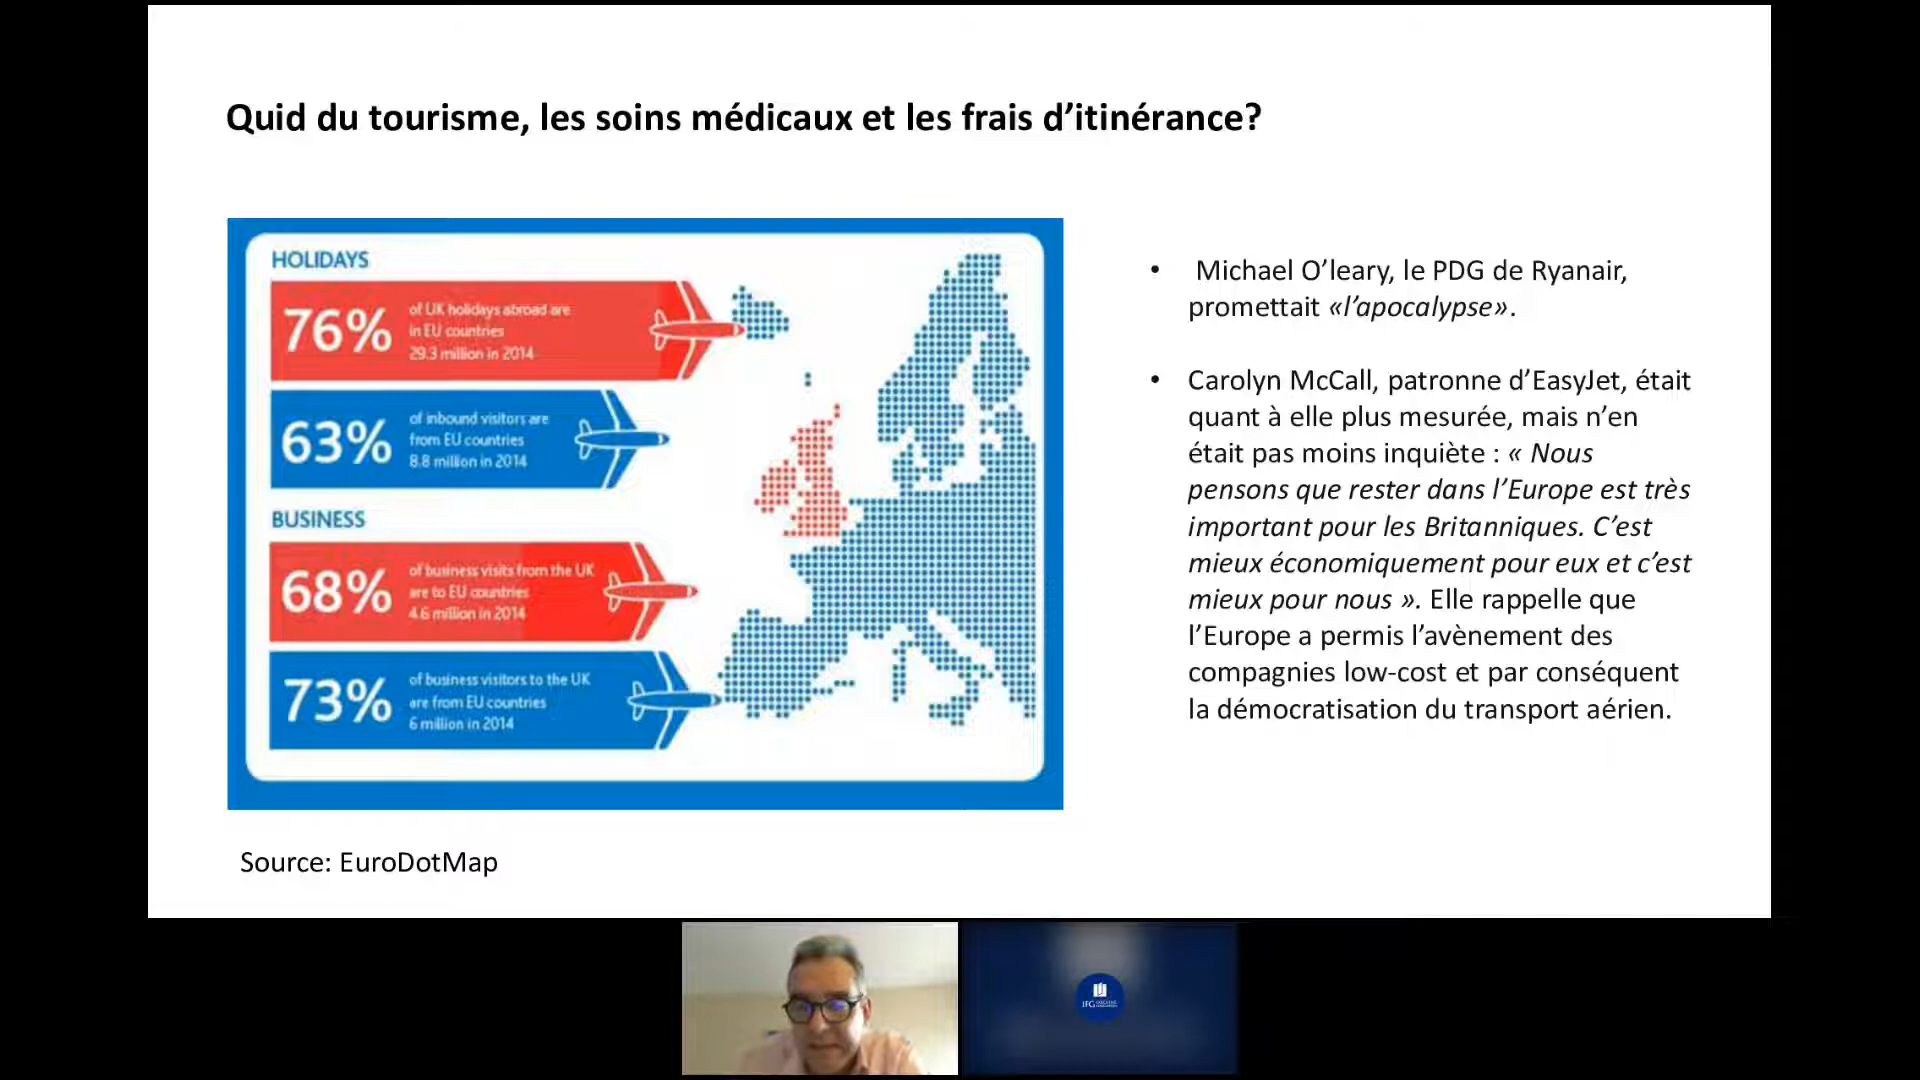 Quid du tourisme, les soins médicaux et les frais d’itinérance?
HOLIDAYS
76%
of UK holidays abroad are
in EU countries
29.3 million in 2014
63%
of inbound visitors are
from EU countries
8.8 million in 2014
BUSINESS
68%
of business visits from the UK
are to EU countries
4.6 million in 2014
73%
of business visitors to the UK
are from EU countries
6 million in 2014
• Michael O’leary, le PDG de Ryanair,
promettait «l’apocalypse».
• Carolyn McCall, patronne d’EasyJet, était
quant à elle plus mesurée, mais n’en
était pas moins inquiète : « Nous
pensons que rester dans l’Europe est très
important pour les Britanniques. C’est
mieux économiquement pour eux et c’est
mieux pour nous ». Elle rappelle que
l’Europe a permis l’avènement des
compagnies low-cost et par conséquent
la démocratisation du transport aérien.
Source: EuroDotMap